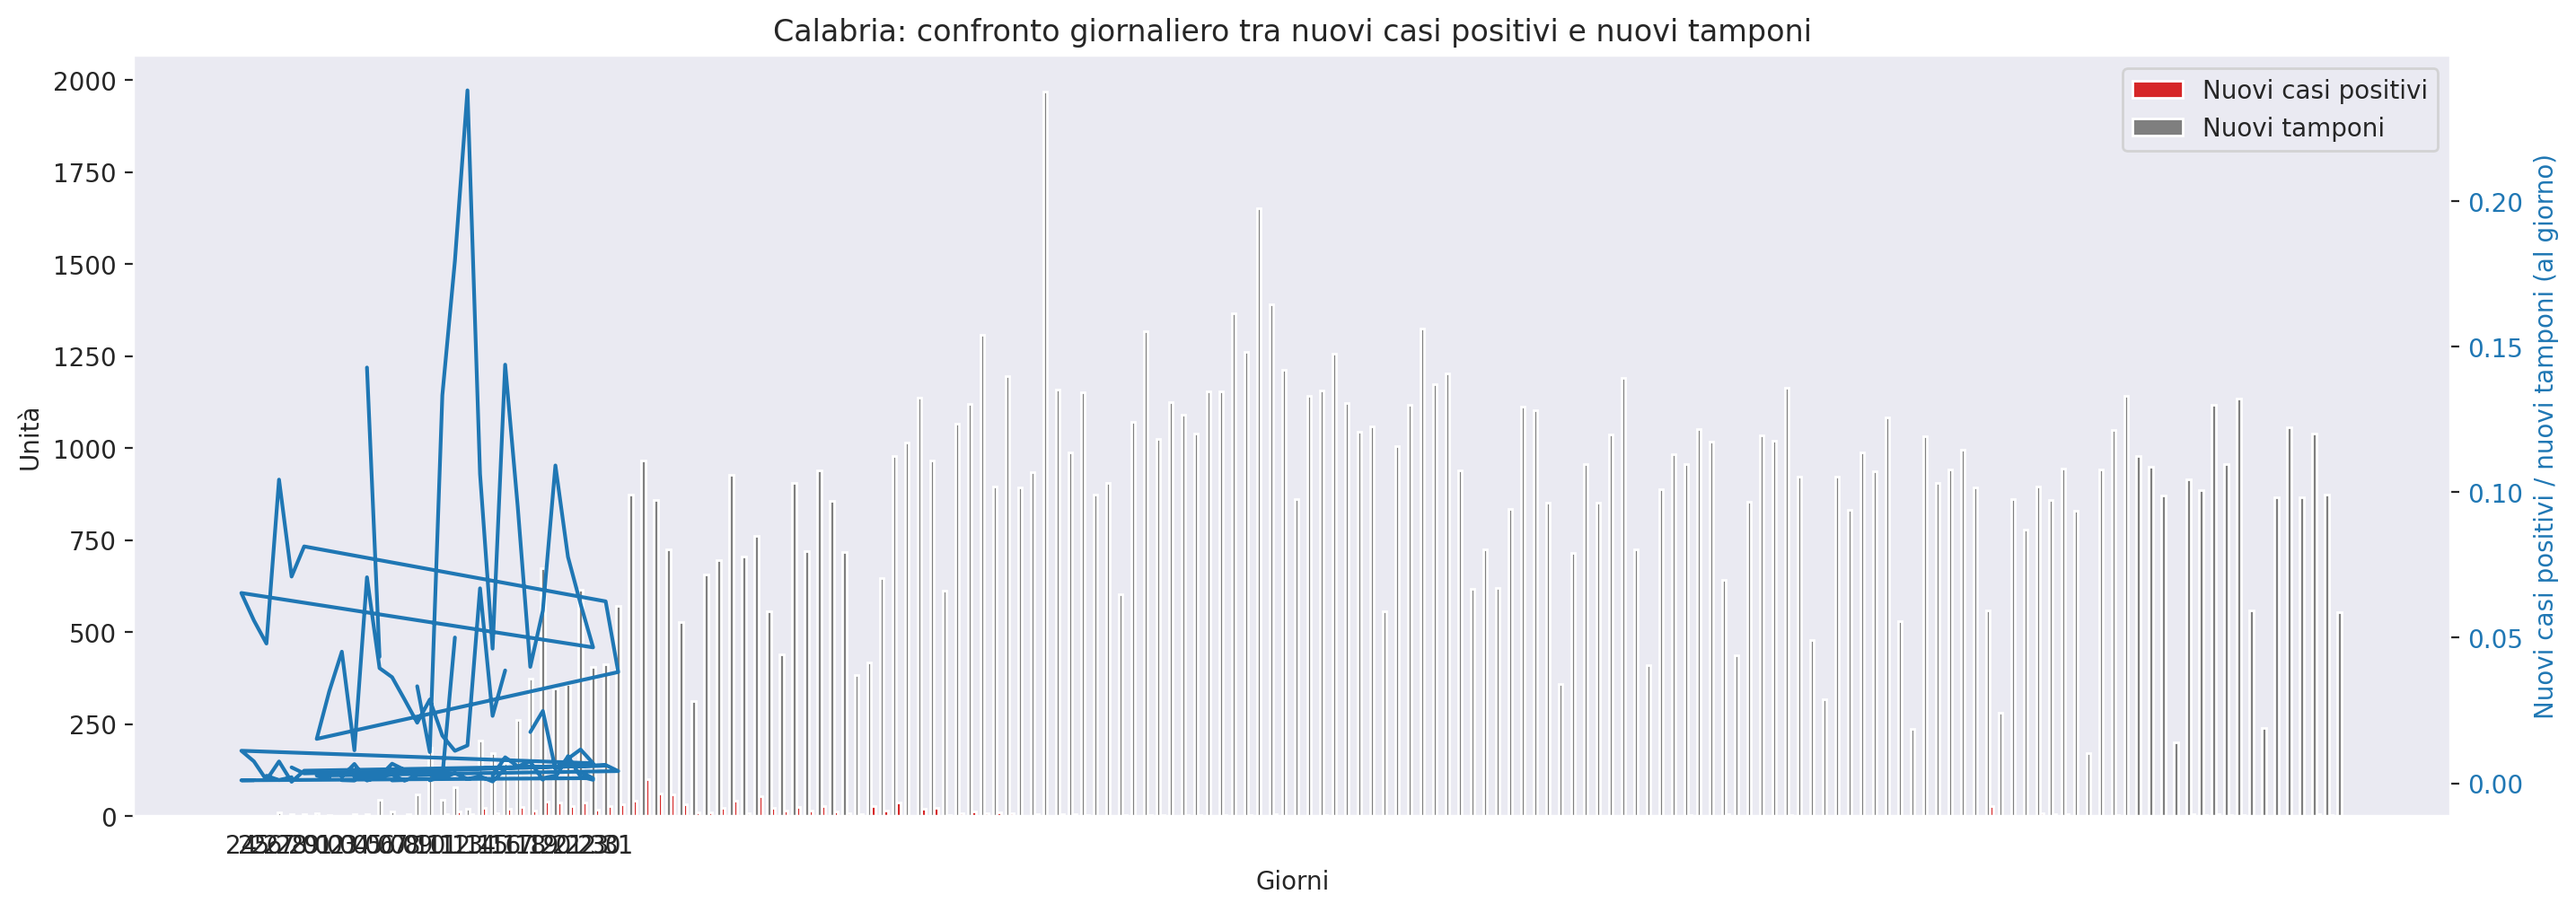 Calabria: confronto giornaliero tra nuovi casi positivi e nuovi tamponi
Nuovi casi positivi
Nuovi tamponi
2000
1750
1500
1250
1000
750
500
250
0
Unità
0.20
0.15
0.10
0.05
0.00
Nuovi casi positivi / nuovi tamponi (al giorno)
Giorni